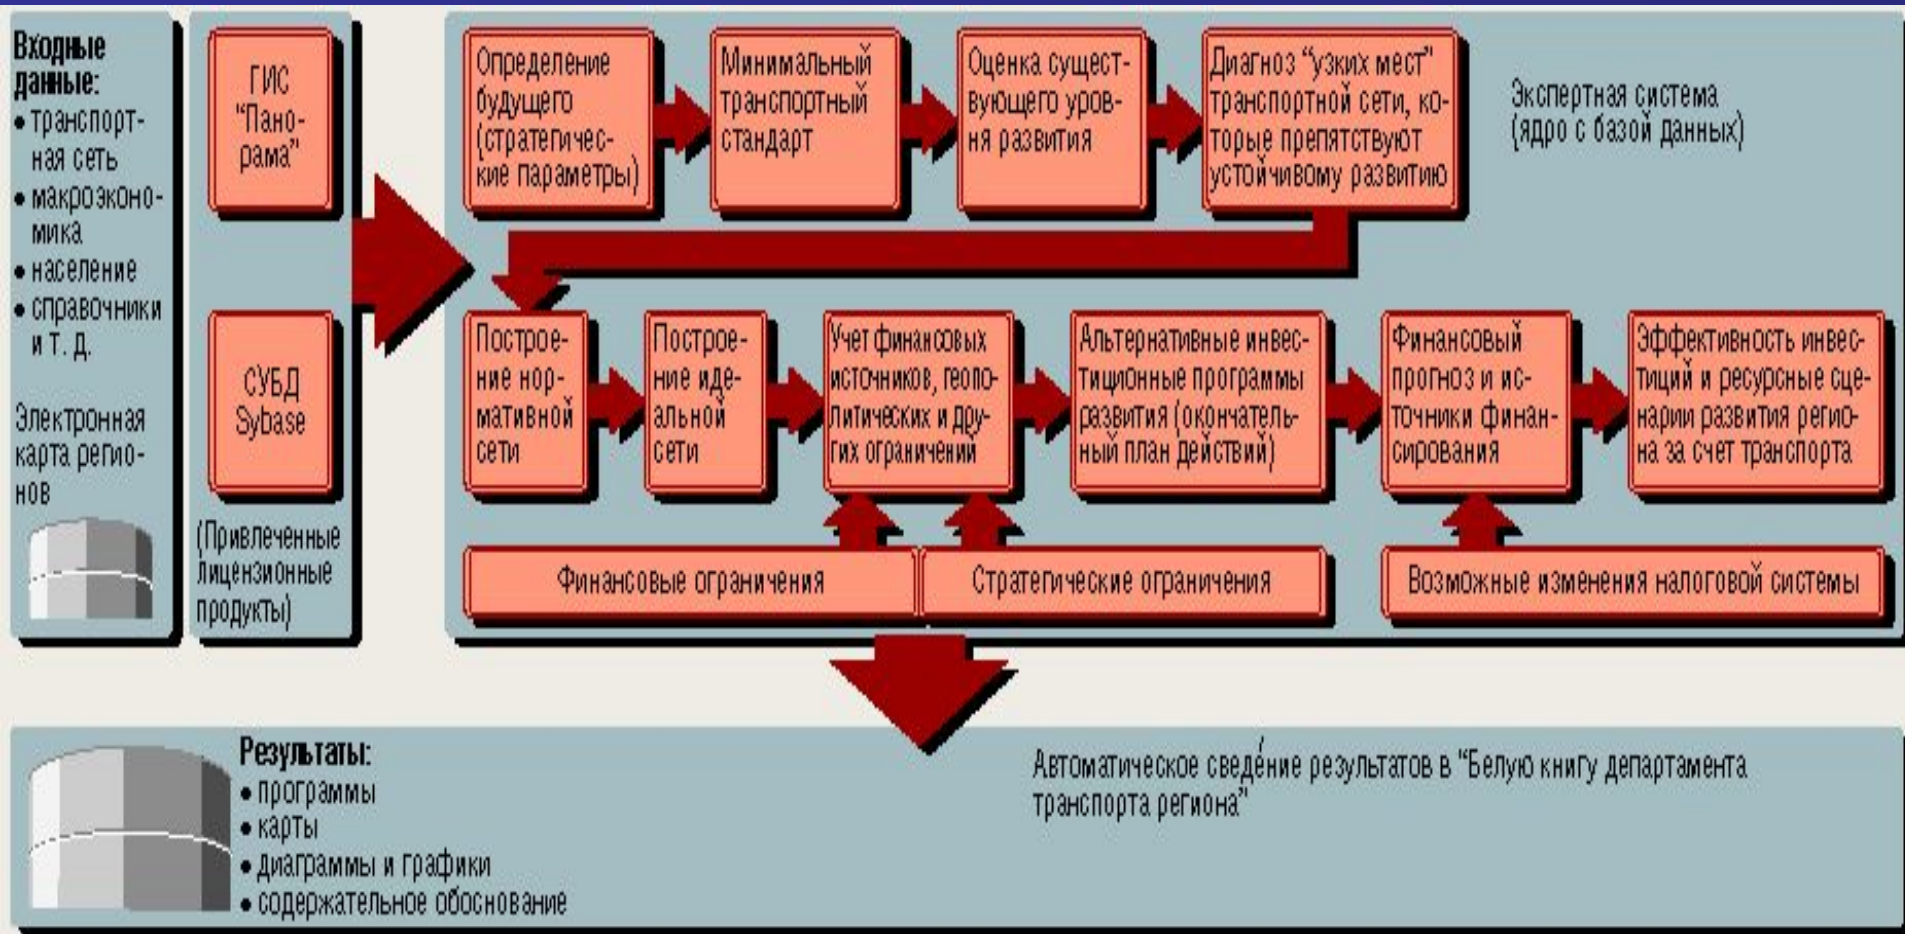 Входные
данные:
• транспорт-
ная сеть
• макроэконо-
мика
• население
• справочники
и т. д.
Электронная
карта регио-
нов
ГИС
“Пано-
рама”
СУБД
Sybase
(Привлеченные
лицензионные
продукты)
Определение
будущего
(стратегичес-
кие параметры)
Минимальный
транспортный
стандарт
Оценка сущест-
вующего уров-
ня развития
Диагноз “узких мест”
транспортной сети, ко-
торые препятствуют
устойчивому развитию
Экспертная система
(ядро с базой данных)
Построе-
ние нор-
мативной
сети
Построе-
ние иде-
альной
сети
Учет финансовых
источников, геопо-
литических и дру-
гих ограничений
Альтернативные инвес-
тиционные программы
развития (окончатель-
ный план действий)
Финансовый
прогноз и ис-
точники финан-
сирования
Эффективность инвес-
тиций и ресурсные сце-
нарии развития регио-
на за счет транспорта
Финансовые ограничения
Стратегические ограничения
Возможные изменения налоговой системы
Результаты:
• программы
• карты
• диаграммы и графики
• содержательное обоснование
Автоматическое сведение результатов в “Белую книгу департамента
транспорта региона”